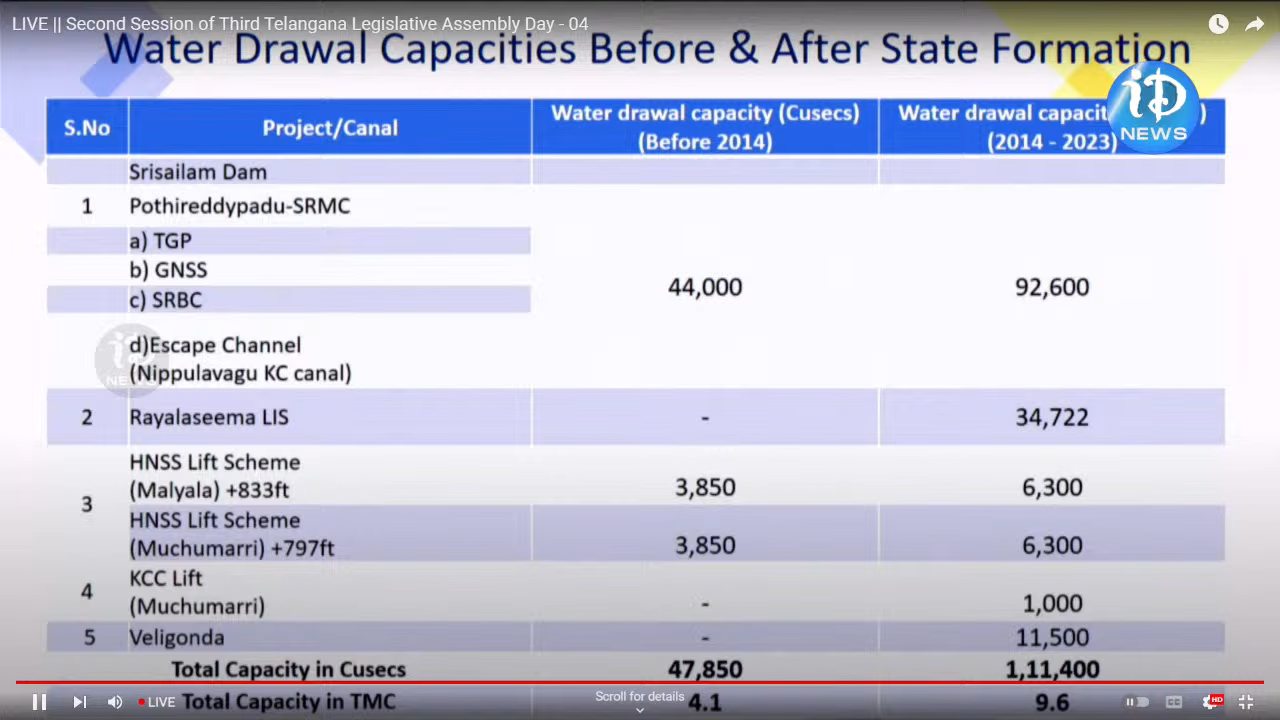 LIVE || Second Session of Third Telangana Legislative Assembly Day - 04
Water Drawal Capacities Before & After State Formation
iD
NEWS
S.No Project/Canal Water drawal capacity (Cusecs) (Before 2014) Water drawal (2014 - 2023)
Srisailam Dam
1 Pothireddypadu-SRMC 44,000 92,600
a) TGP
b) GNSS
c) SRBC
d)Escape Channel
(Nippulavagu KC canal)
iD
NEWS
2 Rayalaseema LIS - 34,722
3 HNSS Lift Scheme
(Malyala) +833ft 3,850 6,300
HNSS Lift Scheme
(Muchumarri) +797ft 3,850 6,300
4 KCC Lift
(Muchumarri) - 1,000
5 Veligonda - 11,500
Total Capacity in Cusecs 47,850 1,11,400
Total Capacity in TMC 4.1 9.6
LIVE
Scroll for details
CC
HD